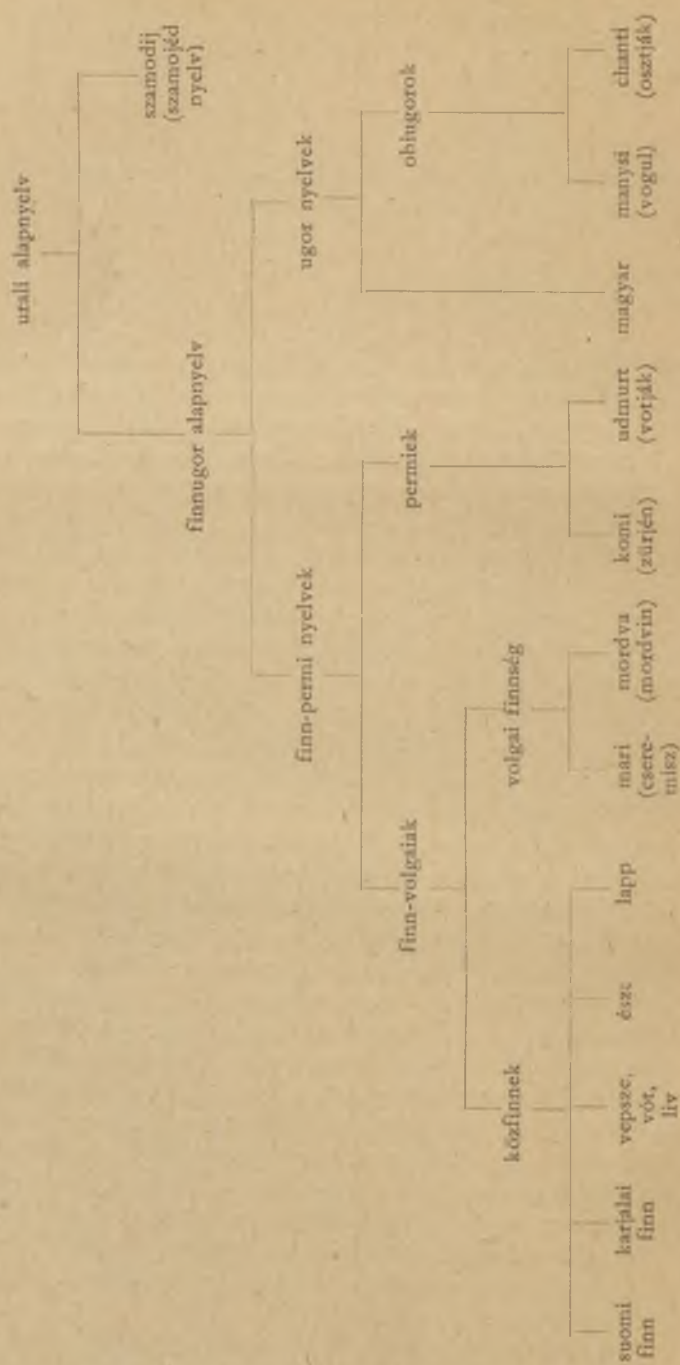 urali alapnyelv
szamodij
(szamojéd
nyelv)
finnugor alapnyelv
finn-permi nyelvek
ugor nyelvek
finn-volgaiak
permiek
obiugorok
közfinnek
volgai finnség
suomi
finn
karjalai
finn
vepsze,
vót,
liv
észt
lapp
mari
(csere-
misz)
mordva
(mordvin)
komi
(zürjén)
udmurt
(votják)
magyar
manysi
(vogul)
chanti
(osztják)